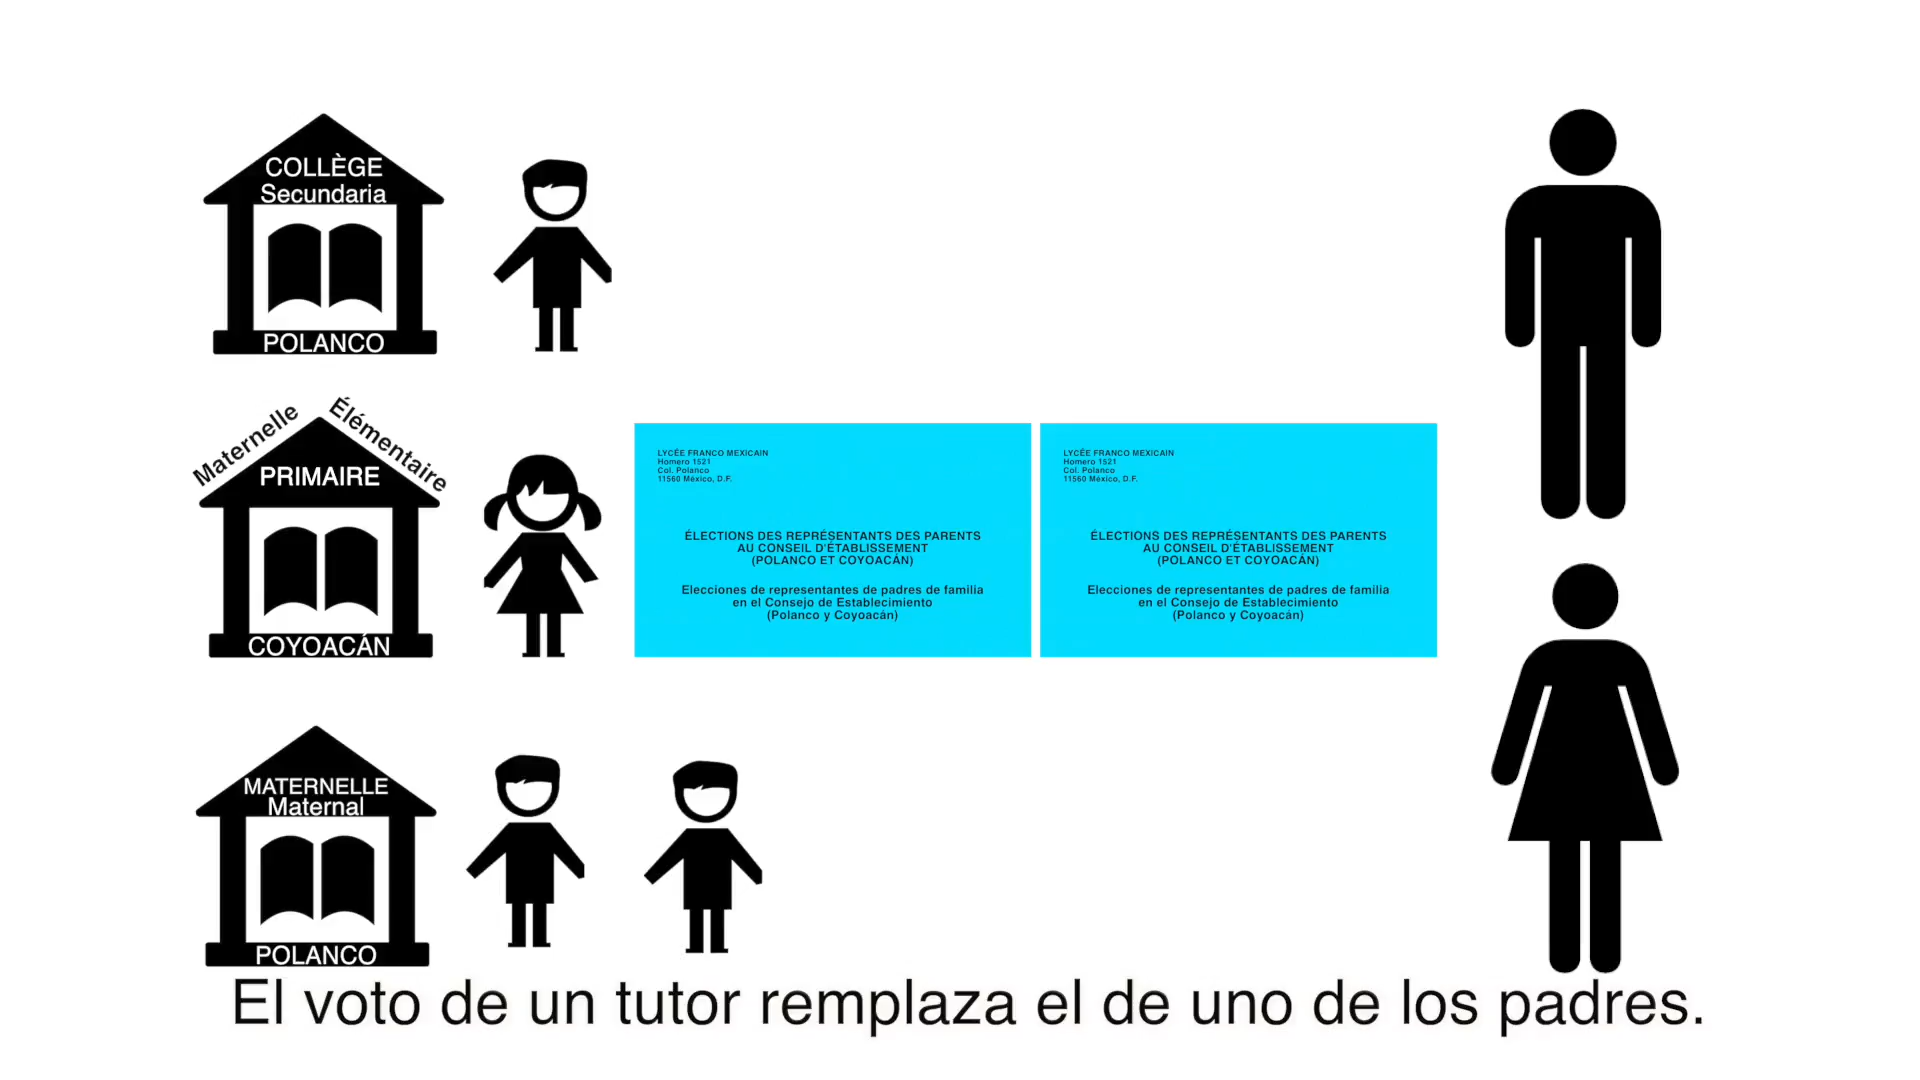 COLLÈGE
Secundaria
POLANCO
Maternelle
Élémentaire
PRIMAIRE
COYOACÁN
LYCÉE FRANCO MEXICAIN
Homero 1521
Col. Polanco
11560 México, D.F.
ÉLECTIONS DES REPRÉSENTANTS DES PARENTS
AU CONSEIL D'ÉTABLISSEMENT
(POLANCO ET COYOACÁN)
Elecciones de representantes de padres de familia
en el Consejo de Establecimiento
(Polanco y Coyoacán)
LYCÉE FRANCO MEXICAIN
Homero 1521
Col. Polanco
11560 México, D.F.
ÉLECTIONS DES REPRÉSENTANTS DES PARENTS
AU CONSEIL D'ÉTABLISSEMENT
(POLANCO ET COYOACÁN)
Elecciones de representantes de padres de familia
en el Consejo de Establecimiento
(Polanco y Coyoacán)
MATERNELLE
Maternal
POLANCO
El voto de un tutor remplaza el de uno de los padres.